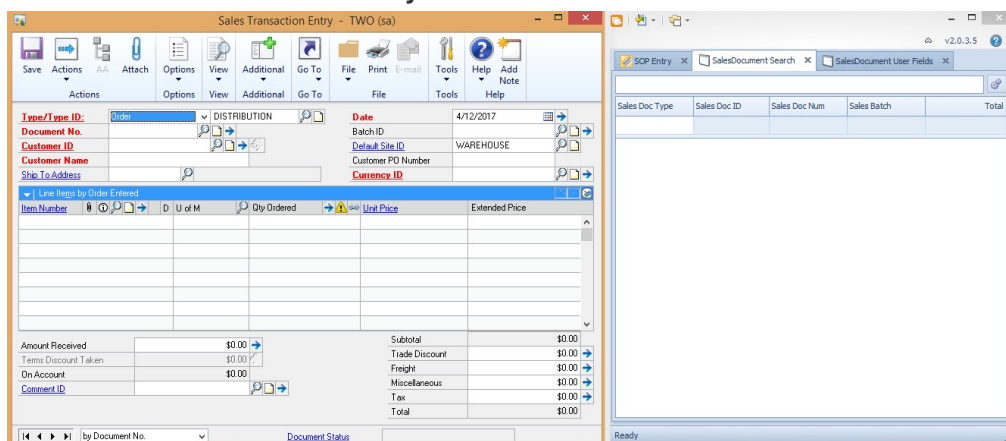 Sales Transaction Entry - TWO (sa)
Save Actions AA Attach Options View Additional Go To File Print E-mail Tools Help Add Note
Actions Options View Additional Go To File Tools Help
Type/Type ID: Order DISTRIBUTION Date 4/12/2017
Document No. Batch ID
Customer ID Default Site ID WAREHOUSE
Customer Name Customer PO Number
Ship To Address Currency ID
Line Items by Order Entered
Item Number D U of M Qty Ordered Unit Price Extended Price
Amount Received $0.00 Subtotal $0.00
Terms Discount Taken $0.00 Trade Discount $0.00
On Account $0.00 Freight $0.00
Comment ID Miscellaneous $0.00
Tax $0.00
Total $0.00
by Document No. Document Status
v2.0.3.5
SOP Entry SalesDocument Search SalesDocument User Fields
Sales Doc Type Sales Doc ID Sales Doc Num Sales Batch Total
Ready